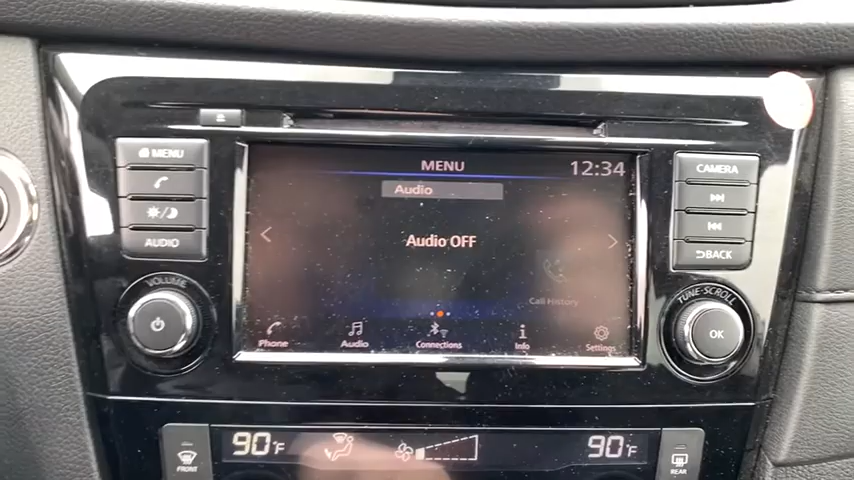 MENU
AUDIO
VOLUME
MENU
12:34
Audio
Audio OFF
Call History
Phone
Audio
Connections
Info
Settings
CAMERA
BACK
TUNE·SCROLL
OK
FRONT
90°F
90°F
REAR